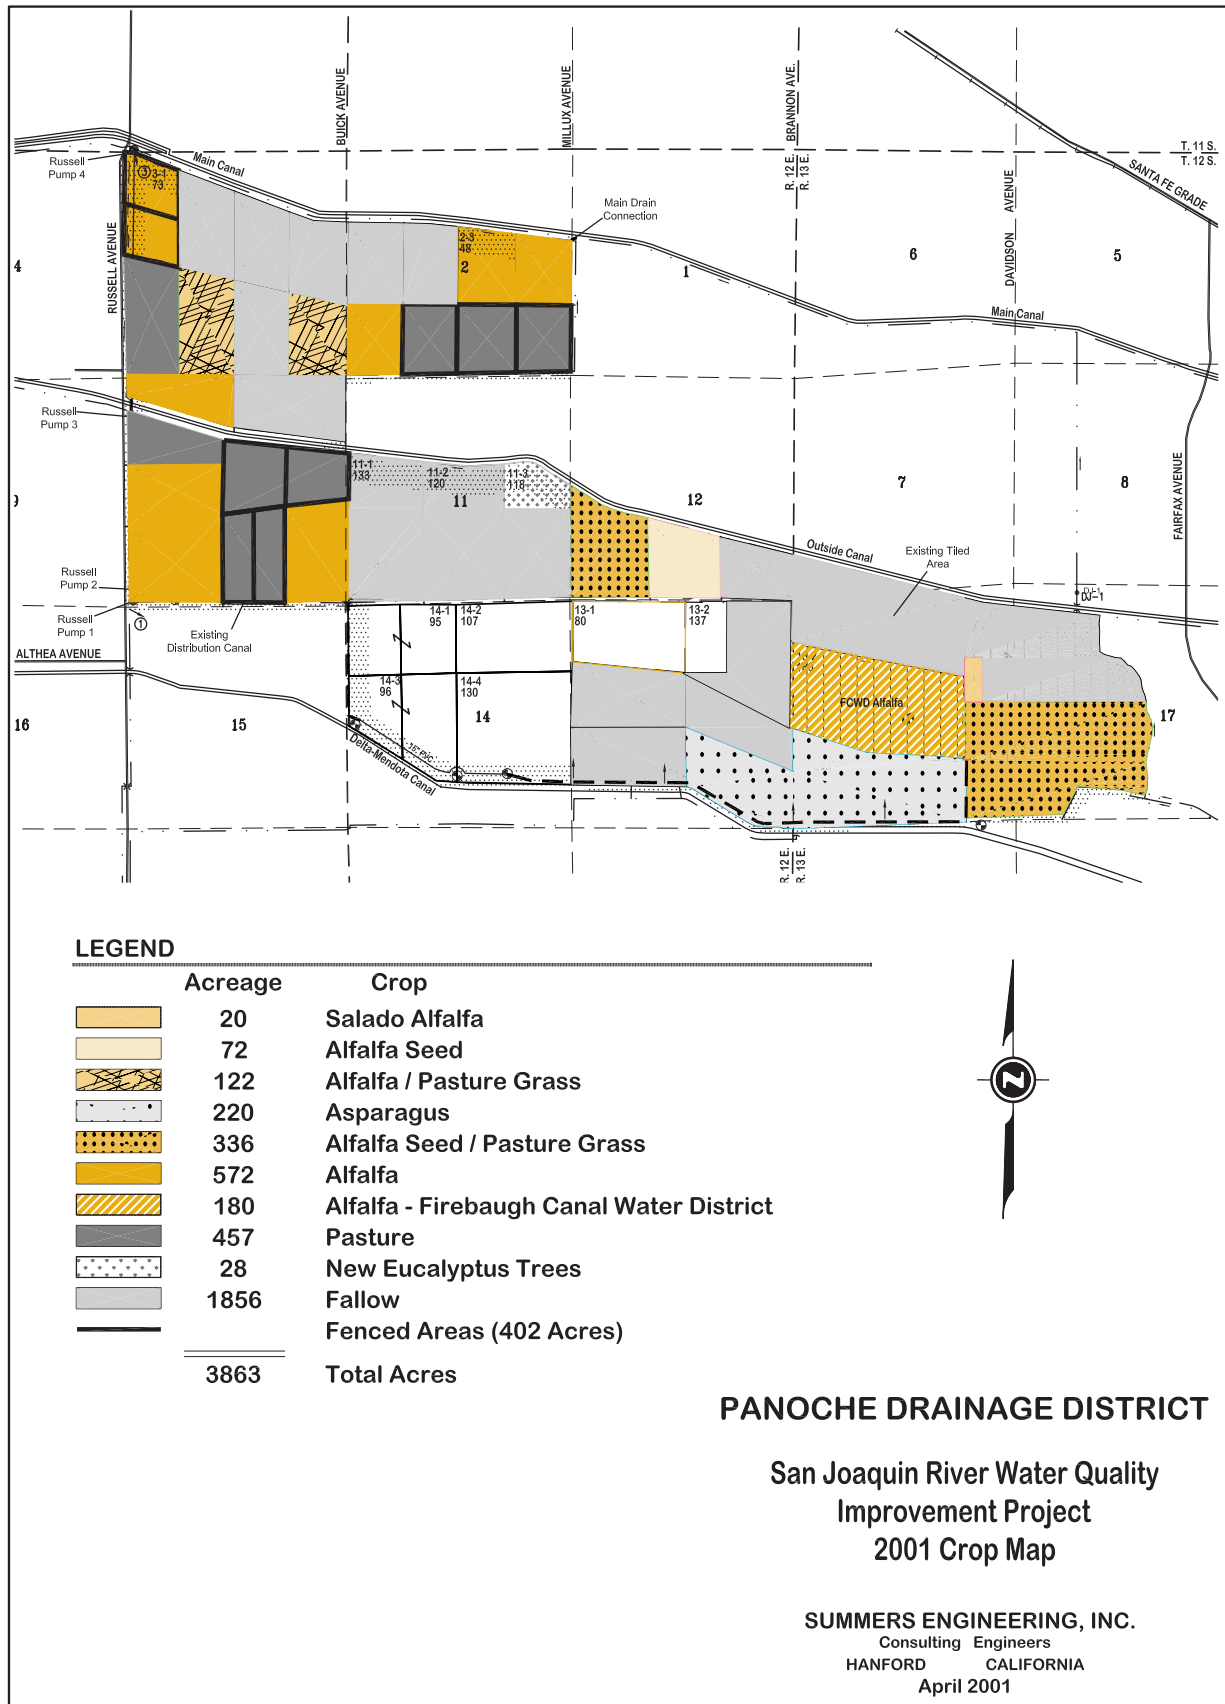 BUICK AVENUE
MILLUX AVENUE
BRANNON AVE.
R. 12 E.
R. 13 E.
T. 11 S.
T. 12 S.
SANTA FE GRADE
DAVIDSON AVENUE
Main Canal
Russell
Pump 4
3
3-1
73
Main Drain
Connection
RUSSELL AVENUE
4
2-3
48
2
1
6
5
Main Canal
Russell
Pump 3
FAIRFAX AVENUE
9
11-1
133
11-2
120
11-3
118
11
12
7
8
Outside Canal
Existing Tiled
Area
Russell
Pump 2
DJ-1
Russell
Pump 1
1
Existing
Distribution Canal
14-1
95
14-2
107
13-1
80
13-2
137
ALTHEA AVENUE
14-3
96
14-4
130
FCWD Alfalfa
16
15
14
17
15" PVC
Delta-Mendota Canal
R. 12 E.
R. 13 E.
LEGEND
Acreage Crop
20 Salado Alfalfa
72 Alfalfa Seed
122 Alfalfa / Pasture Grass
220 Asparagus
336 Alfalfa Seed / Pasture Grass
572 Alfalfa
180 Alfalfa - Firebaugh Canal Water District
457 Pasture
28 New Eucalyptus Trees
1856 Fallow
Fenced Areas (402 Acres)
3863 Total Acres
N
PANOCHE DRAINAGE DISTRICT
San Joaquin River Water Quality
Improvement Project
2001 Crop Map
SUMMERS ENGINEERING, INC.
Consulting Engineers
HANFORD CALIFORNIA
April 2001